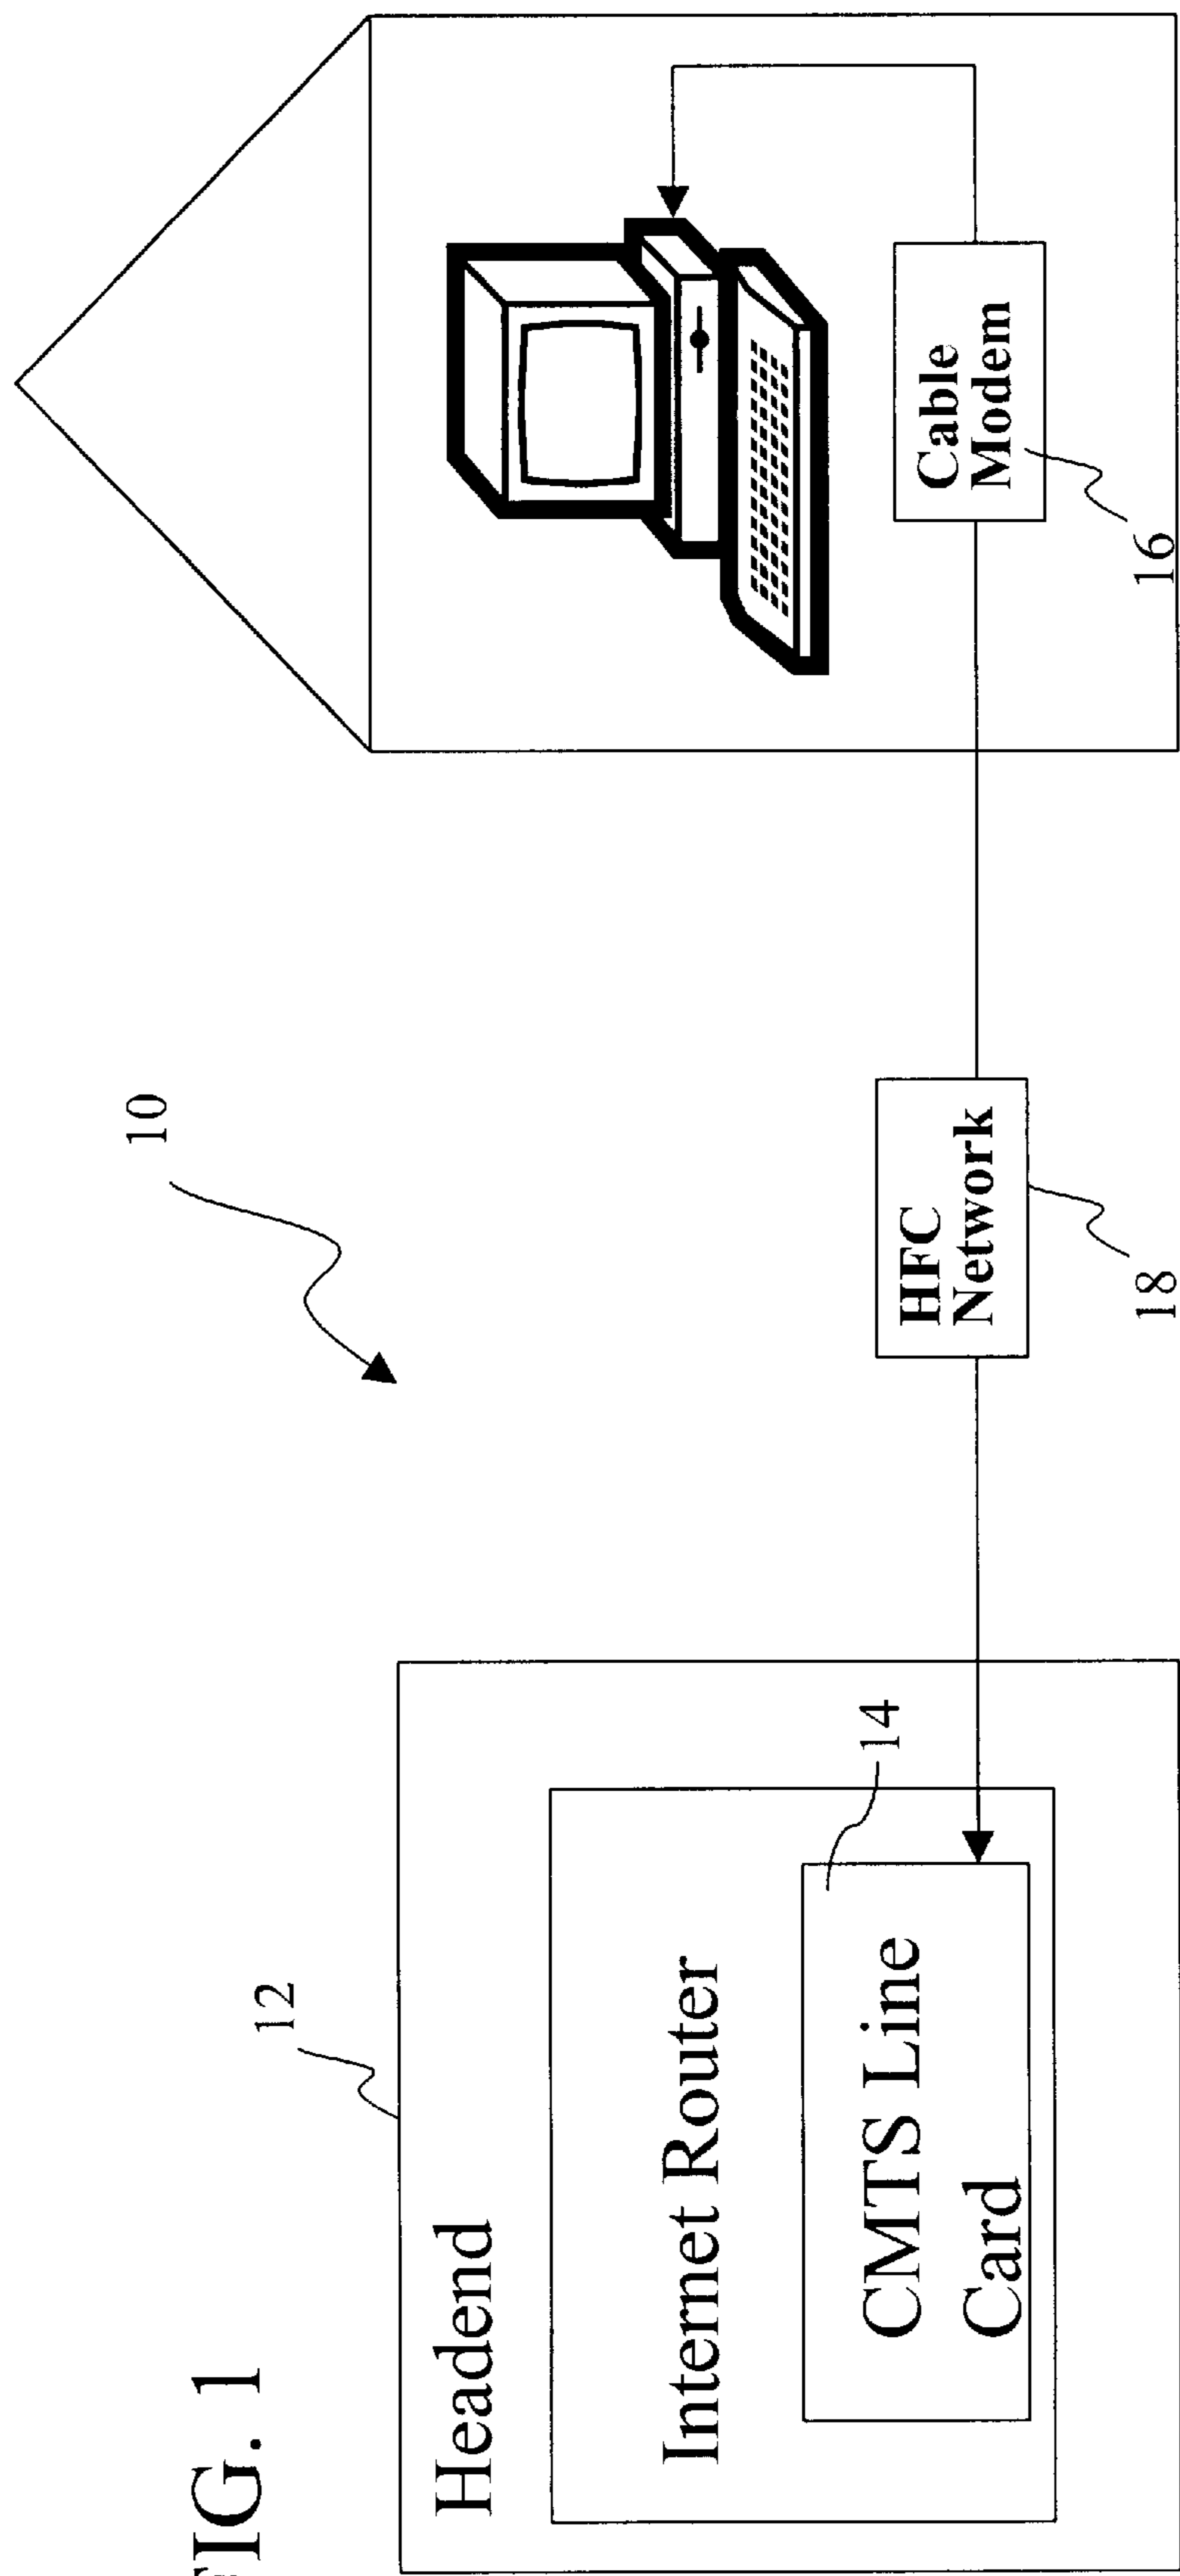 FIG. 1
10
12
Headend
Internet Router
14
CMTS Line
Card
HFC
Network
18
Cable
Modem
16